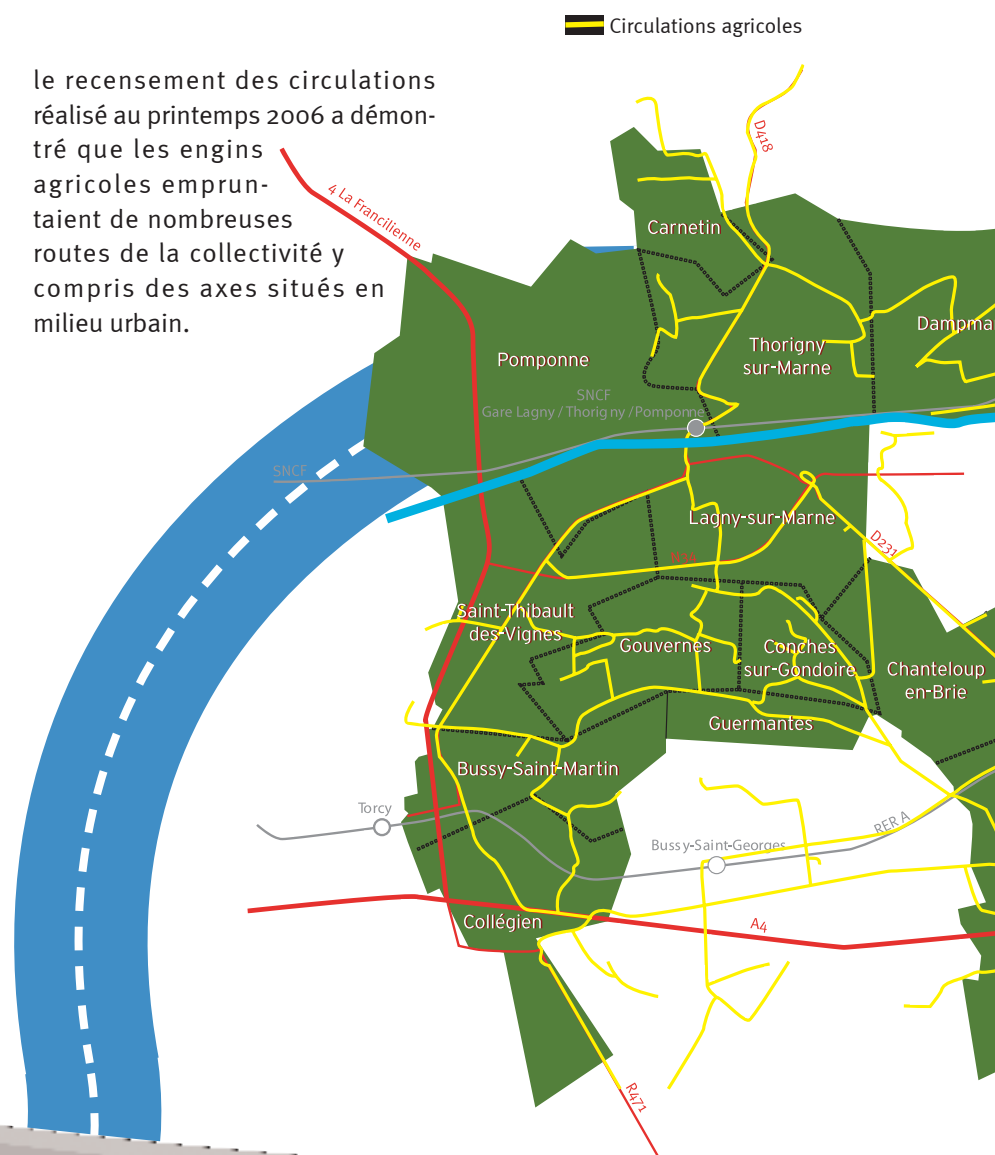 Circulations agricoles
le recensement des circulations
réalisé au printemps 2006 a démon-
tré que les engins
agricoles emprun-
taient de nombreuses
routes de la collectivité y
compris des axes situés en
milieu urbain.
4 La Francilienne
D418
Carnetin
Dampmar
Thorigny
sur-Marne
Pomponne
SNCF
Gare Lagny / Thorigny / Pomponne
SNCF
Lagny-sur-Marne
D231
N34
Saint-Thibault
des-Vignes
Gouvernes
Conches
sur-Gondoire
Chanteloup
en-Brie
Guermantes
Bussy-Saint-Martin
Torcy
RER A
Bussy-Saint-Georges
Collégien
A4
R471